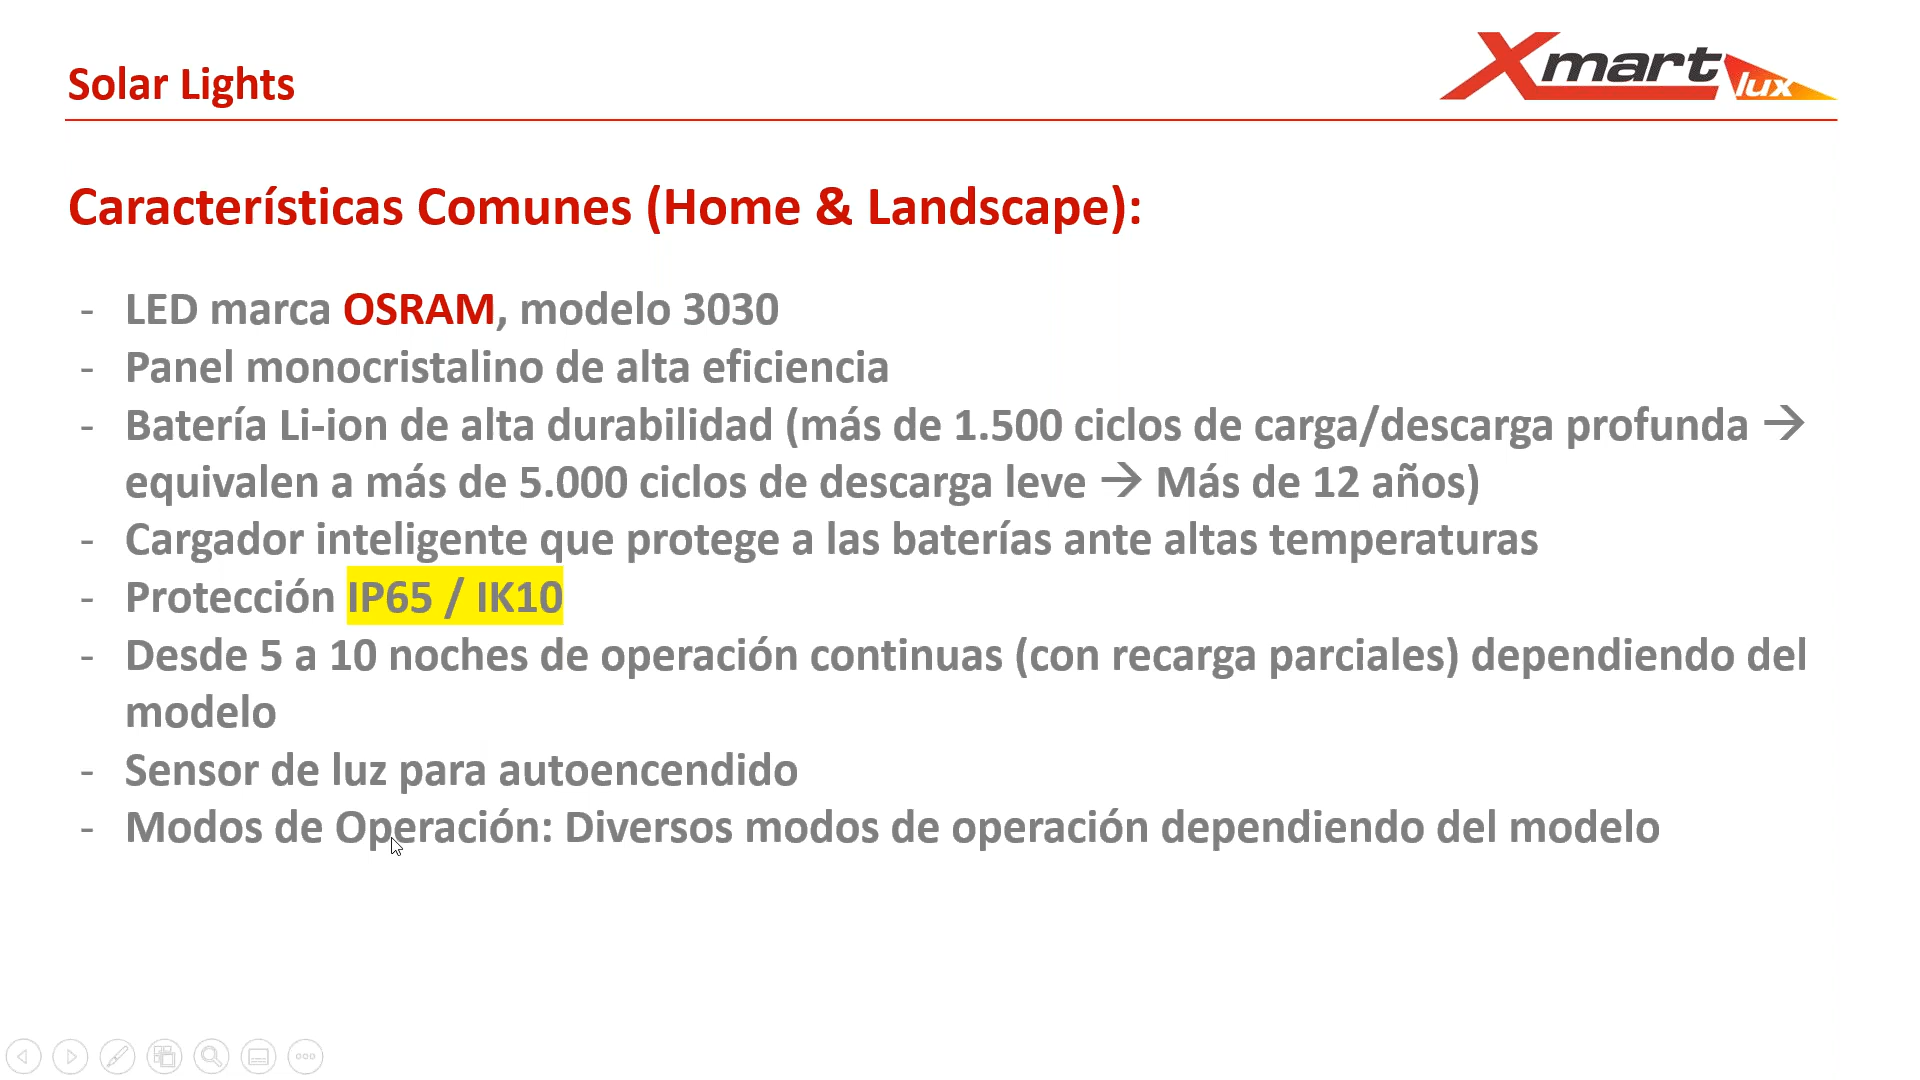 Solar Lights
Xmart lux
Características Comunes (Home & Landscape):
- LED marca OSRAM, modelo 3030
- Panel monocristalino de alta eficiencia
- Batería Li-ion de alta durabilidad (más de 1.500 ciclos de carga/descarga profunda →
equivalen a más de 5.000 ciclos de descarga leve → Más de 12 años)
- Cargador inteligente que protege a las baterías ante altas temperaturas
- Protección IP65 / IK10
- Desde 5 a 10 noches de operación continuas (con recarga parciales) dependiendo del
modelo
- Sensor de luz para autoencendido
- Modos de Operación: Diversos modos de operación dependiendo del modelo